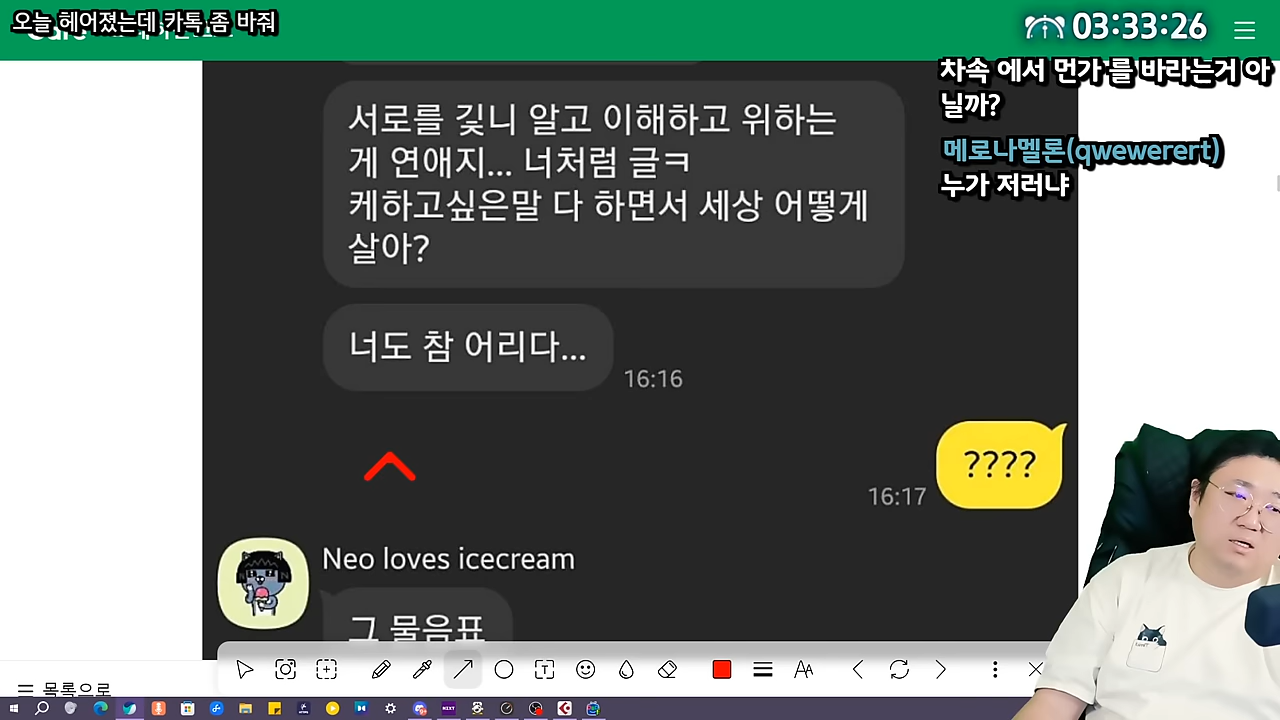 오늘 헤어졌는데 카톡 좀 바줘
03:33:26
차속 에서 먼가 를 바라는거 아
닐까?
메로나멜론(qwewerert)
누가 저러냐
서로를 깇니 알고 이해하고 위하는
게 연애지... 너처럼 글ㅋ
케하고싶은말 다 하면서 세상 어떻게
살아?
너도 참 어리다...
16:16
????
16:17
Neo loves icecream
그 물음표
목록으로